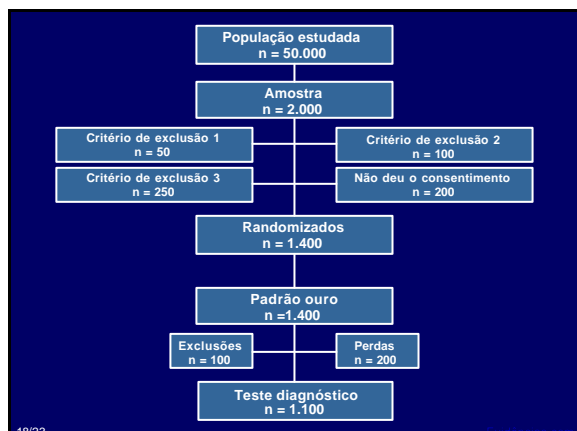 População estudada
n = 50.000
Amostra
n = 2.000
Critério de exclusão 1
n = 50
Critério de exclusão 2
n = 100
Critério de exclusão 3
n = 250
Não deu o consentimento
n = 200
Randomizados
n = 1.400
Padrão ouro
n =1.400
Exclusões
n = 100
Perdas
n = 200
Teste diagnóstico
n = 1.100